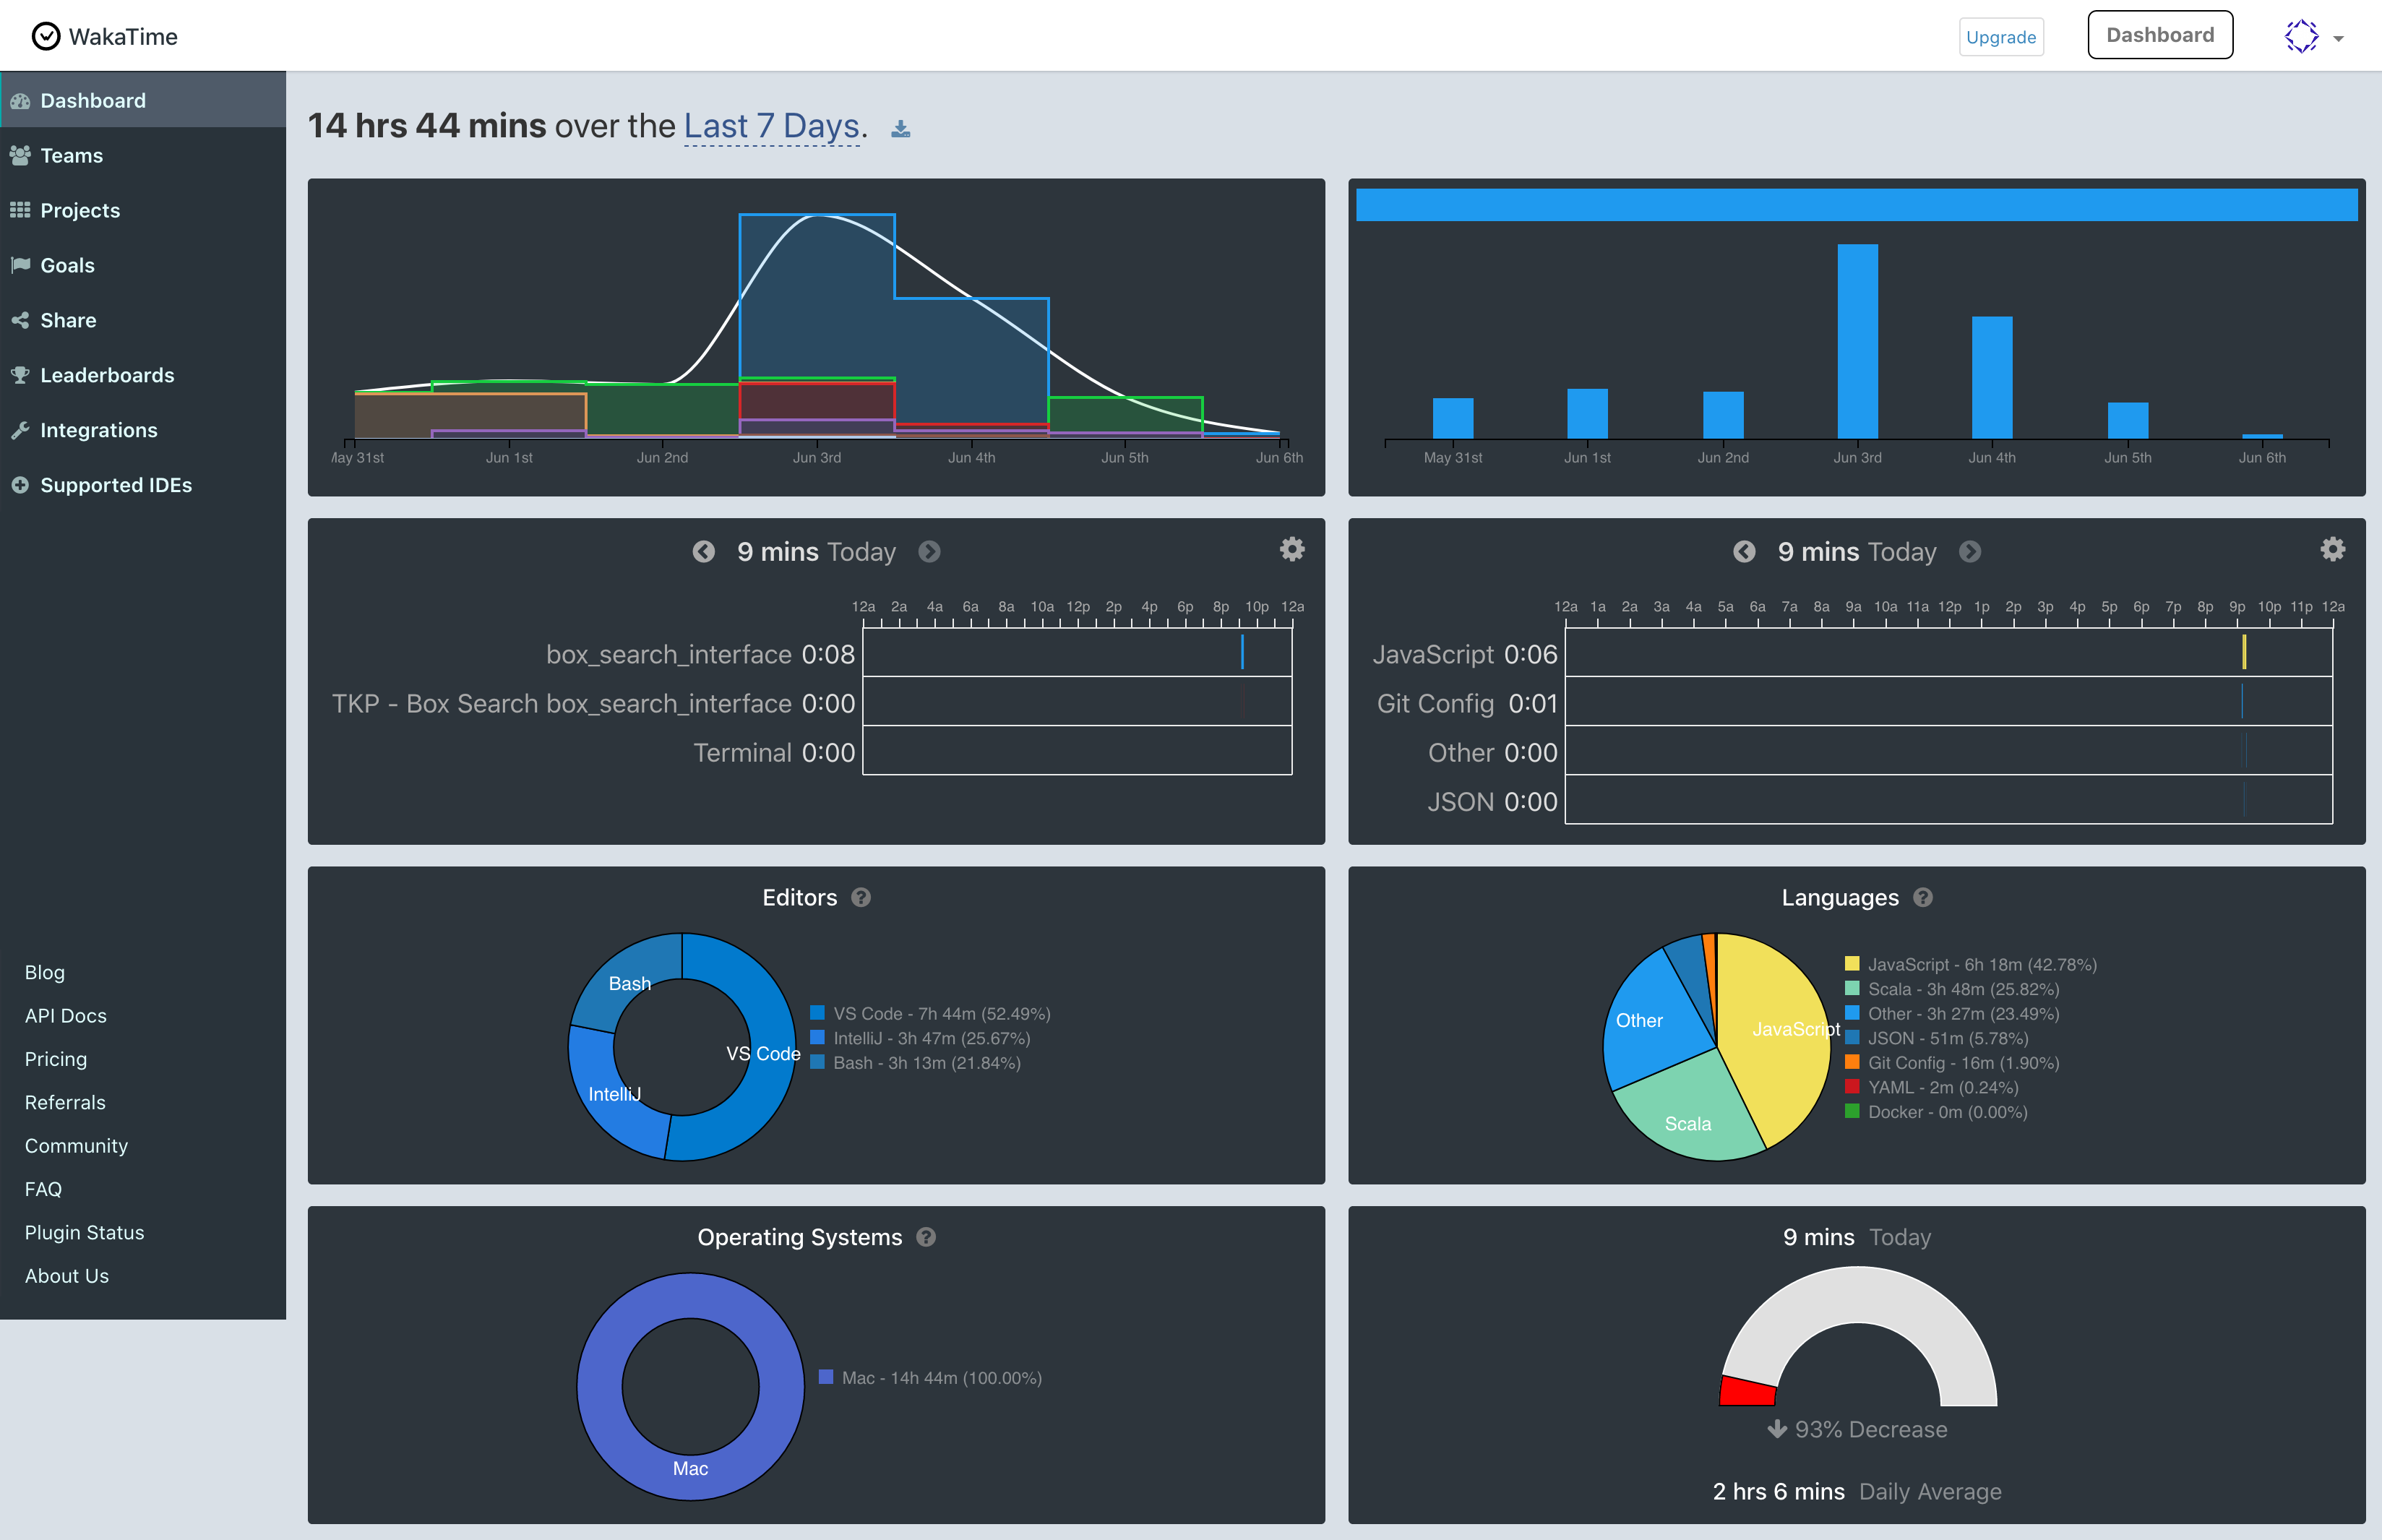 WakaTime
Upgrade
Dashboard
Dashboard
Teams
Projects
Goals
Share
Leaderboards
Integrations
Supported IDEs
Blog
API Docs
Pricing
Referrals
Community
FAQ
Plugin Status
About Us
14 hrs 44 mins over the Last 7 Days.
May 31st Jun 1st Jun 2nd Jun 3rd Jun 4th Jun 5th Jun 6th
May 31st Jun 1st Jun 2nd Jun 3rd Jun 4th Jun 5th Jun 6th
9 mins Today
12a 2a 4a 6a 8a 10a 12p 2p 4p 6p 8p 10p 12a
box_search_interface 0:08
TKP - Box Search box_search_interface 0:00
Terminal 0:00
9 mins Today
12a 1a 2a 3a 4a 5a 6a 7a 8a 9a 10a 11a 12p 1p 2p 3p 4p 5p 6p 7p 8p 9p 10p 11p 12a
JavaScript 0:06
Git Config 0:01
Other 0:00
JSON 0:00
Editors ?
Bash
VS Code
IntelliJ
VS Code - 7h 44m (52.49%)
IntelliJ - 3h 47m (25.67%)
Bash - 3h 13m (21.84%)
Languages ?
Other
JavaScript
Scala
JavaScript - 6h 18m (42.78%)
Scala - 3h 48m (25.82%)
Other - 3h 27m (23.49%)
JSON - 51m (5.78%)
Git Config - 16m (1.90%)
YAML - 2m (0.24%)
Docker - 0m (0.00%)
Operating Systems ?
Mac
Mac - 14h 44m (100.00%)
9 mins Today
93% Decrease
2 hrs 6 mins Daily Average